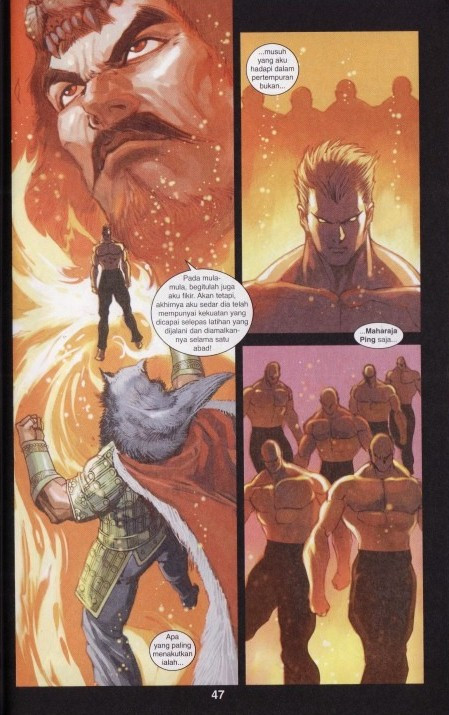 Pada mula-
mula, begitulah juga
aku fikir. Akan tetapi,
akhirnya aku sedar dia telah
mempunyai kekuatan yang
dicapai selepas latihan yang
dijalani dan diamalkan-
nya selama satu
abad!
Apa
yang paling
menakutkan
ialah...
...musuh
yang aku
hadapi dalam
pertempuran
bukan...
...Maharaja
Ping saja...
47